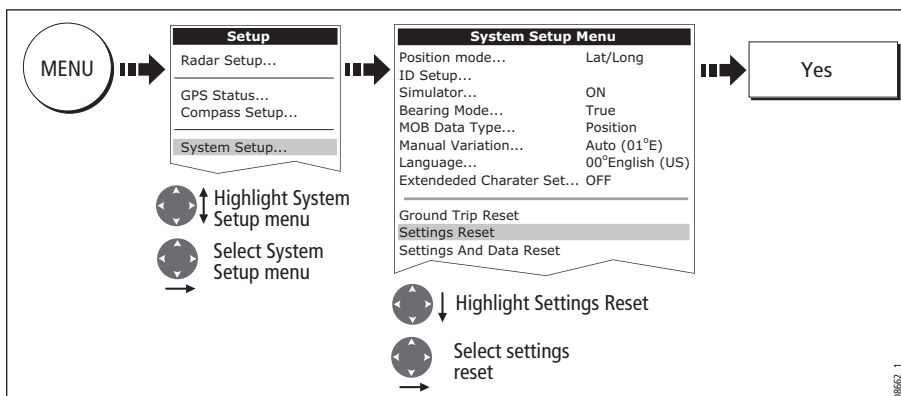 MENU
Setup
Radar Setup...
GPS Status...
Compass Setup...
System Setup...
Highlight System
Setup menu
Select System
Setup menu
System Setup Menu
Position mode... Lat/Long
ID Setup...
Simulator... ON
Bearing Mode... True
MOB Data Type... Position
Manual Variation... Auto (01°E)
Language... 00°English (US)
Extendeded Charater Set... OFF
Ground Trip Reset
Settings Reset
Settings And Data Reset
Highlight Settings Reset
Select settings
reset
Yes